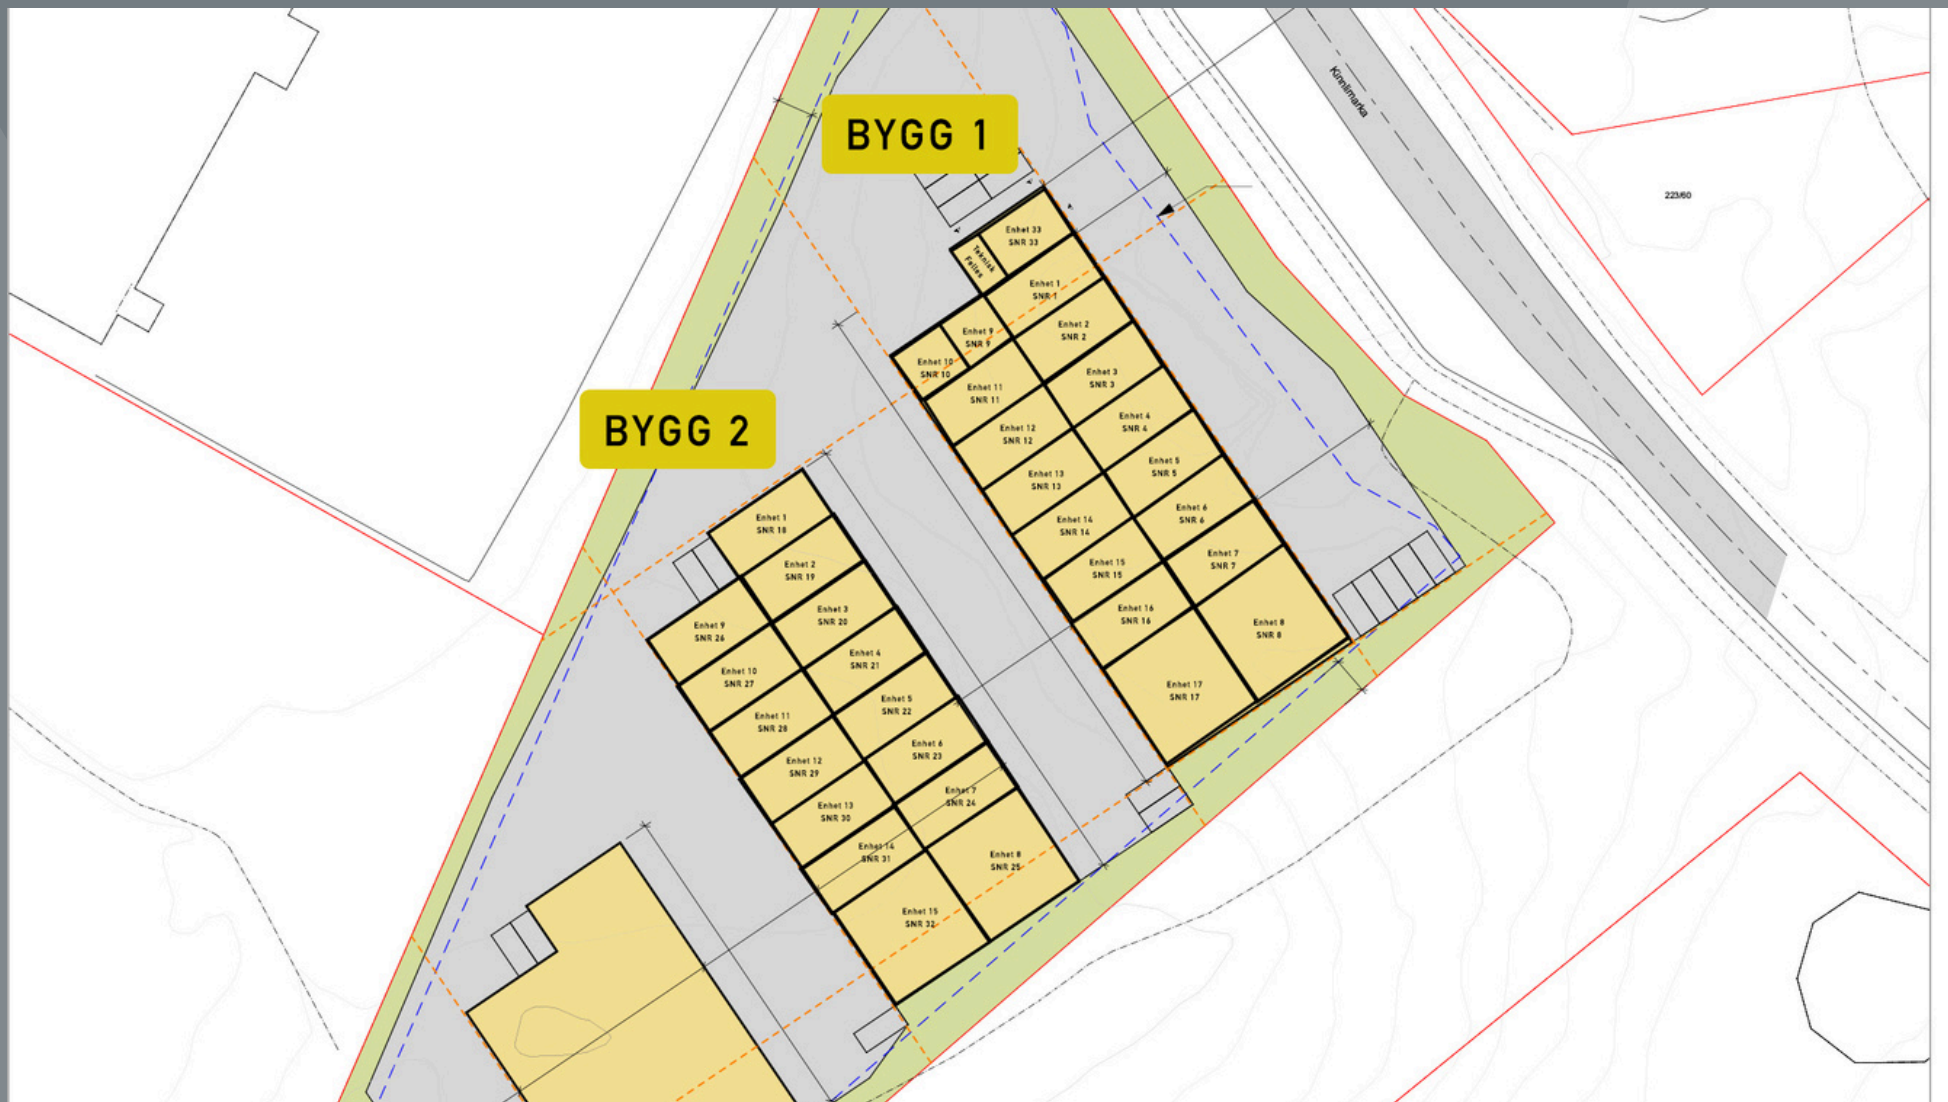 Kinnlimarka
BYGG 1
223/60
Enhet 33
SNR 33
Teknisk
Felles
Enhet 1
SNR 1
Enhet 9
SNR 9
Enhet 2
SNR 2
Enhet 10
SNR 10
Enhet 11
SNR 11
Enhet 3
SNR 3
Enhet 12
SNR 12
Enhet 4
SNR 4
Enhet 13
SNR 13
Enhet 5
SNR 5
Enhet 14
SNR 14
Enhet 6
SNR 6
Enhet 15
SNR 15
Enhet 7
SNR 7
Enhet 16
SNR 16
Enhet 8
SNR 8
Enhet 17
SNR 17
BYGG 2
Enhet 1
SNR 18
Enhet 2
SNR 19
Enhet 9
SNR 26
Enhet 3
SNR 20
Enhet 10
SNR 27
Enhet 4
SNR 21
Enhet 11
SNR 28
Enhet 5
SNR 22
Enhet 12
SNR 29
Enhet 6
SNR 23
Enhet 13
SNR 30
Enhet 7
SNR 24
Enhet 14
SNR 31
Enhet 8
SNR 25
Enhet 15
SNR 32